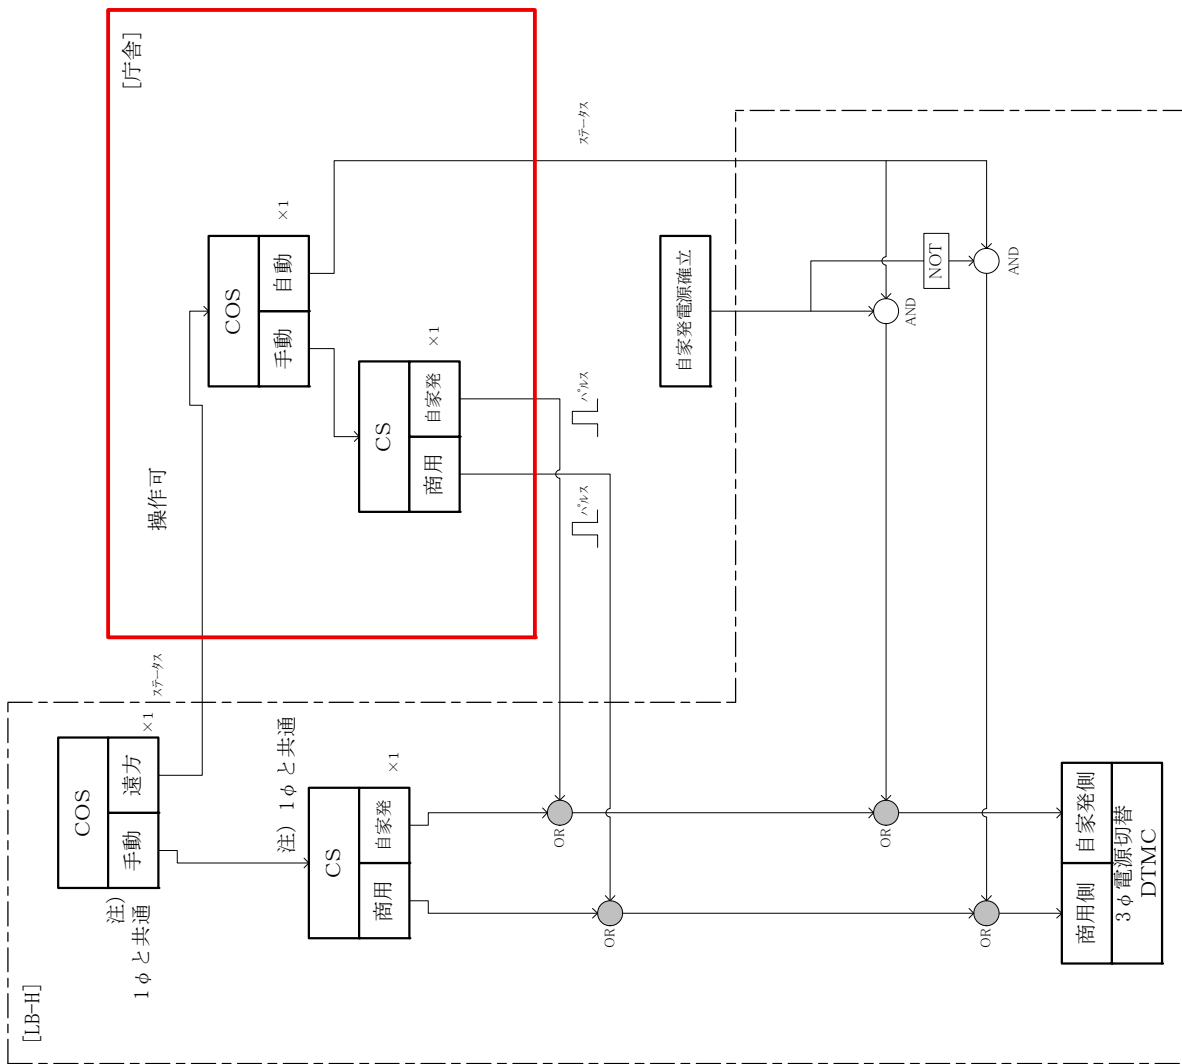 [庁舎]
[LB-H]
COS
手動
遠方
×1
注)
1φと共通
ステータス
操作可
COS
手動
自動
×1
ステータス
CS
商用
自家発
×1
パルス
パルス
CS
商用
自家発
×1
注) 1φと共通
自家発電源確立
NOT
AND
AND
OR
OR
OR
OR
商用側
自家発側
3φ電源切替
DTMC